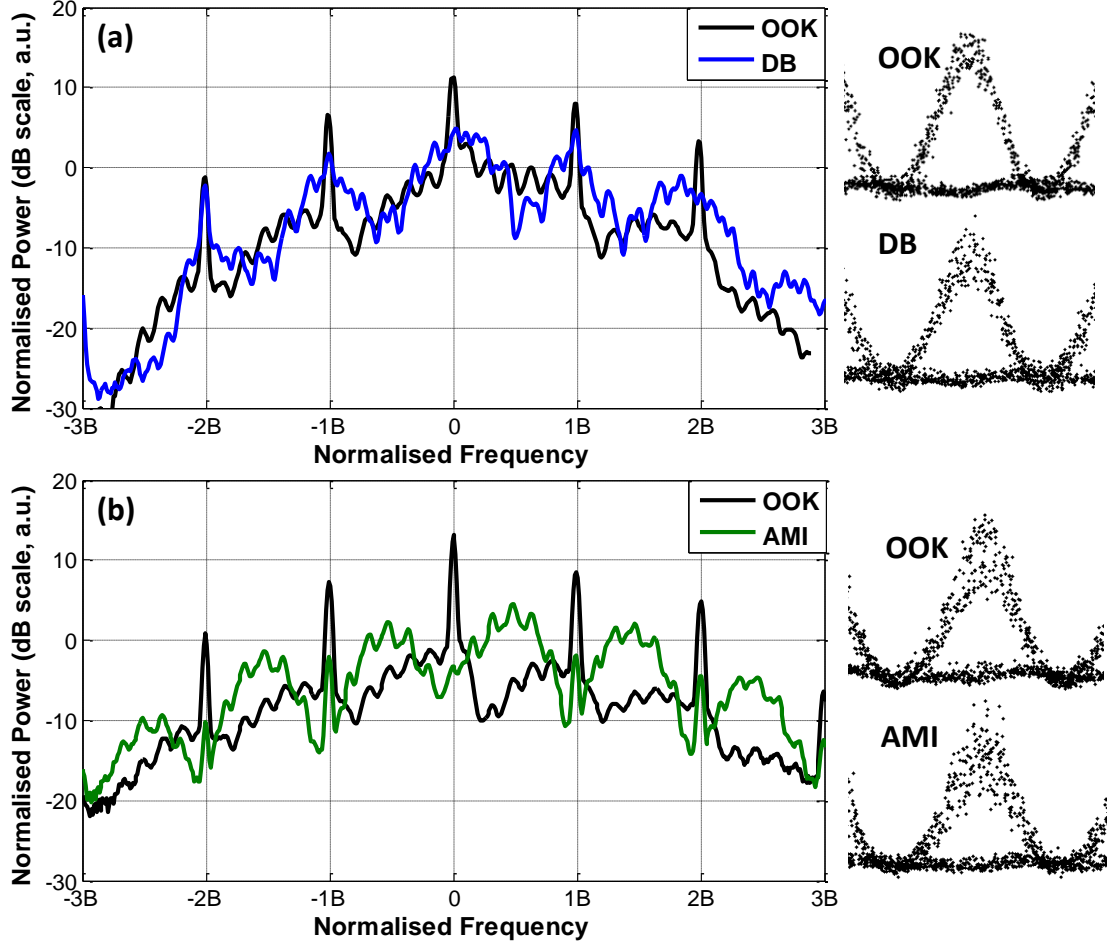 (a)
OOK
DB
Normalised Power (dB scale, a.u.)
20
10
0
-10
-20
-30
-3B -2B -1B 0 1B 2B 3B
Normalised Frequency
OOK
DB
(b)
OOK
AMI
Normalised Power (dB scale, a.u.)
20
10
0
-10
-20
-30
-3B -2B -1B 0 1B 2B 3B
Normalised Frequency
OOK
AMI